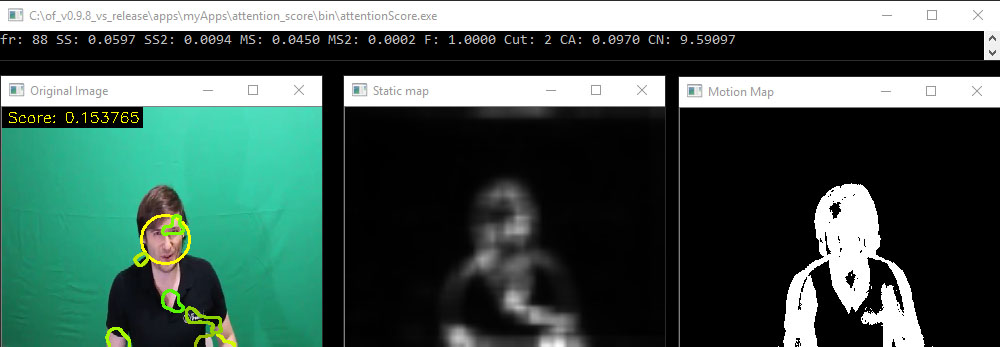 C:\of_v0.9.8_vs_release\apps\myApps\attention_score\bin\attentionScore.exe
fr: 88 SS: 0.0597 SS2: 0.0094 MS: 0.0450 MS2: 0.0002 F: 1.0000 Cut: 2 CA: 0.0970 CN: 9.59097
Original Image
Static map
Motion Map
Score: 0.153765